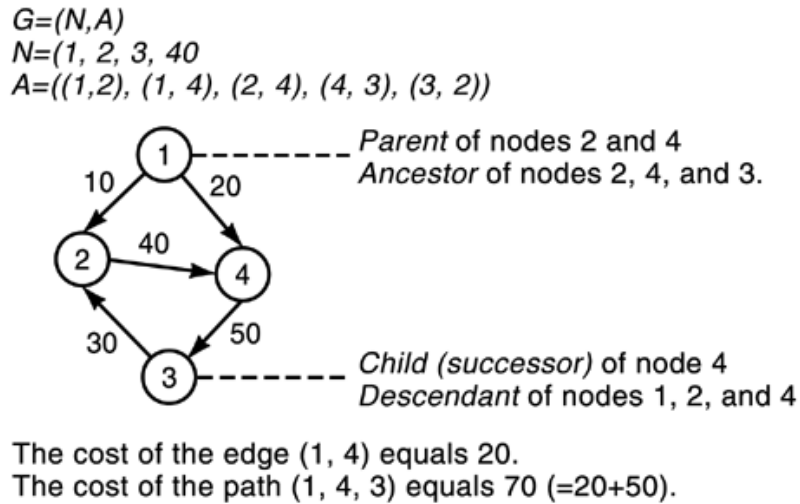 G=(N,A)
N=(1, 2, 3, 40
A=((1,2), (1, 4), (2, 4), (4, 3), (3, 2))
1
Parent of nodes 2 and 4
Ancestor of nodes 2, 4, and 3.
10
20
2
40
4
30
50
3
Child (successor) of node 4
Descendant of nodes 1, 2, and 4
The cost of the edge (1, 4) equals 20.
The cost of the path (1, 4, 3) equals 70 (=20+50).